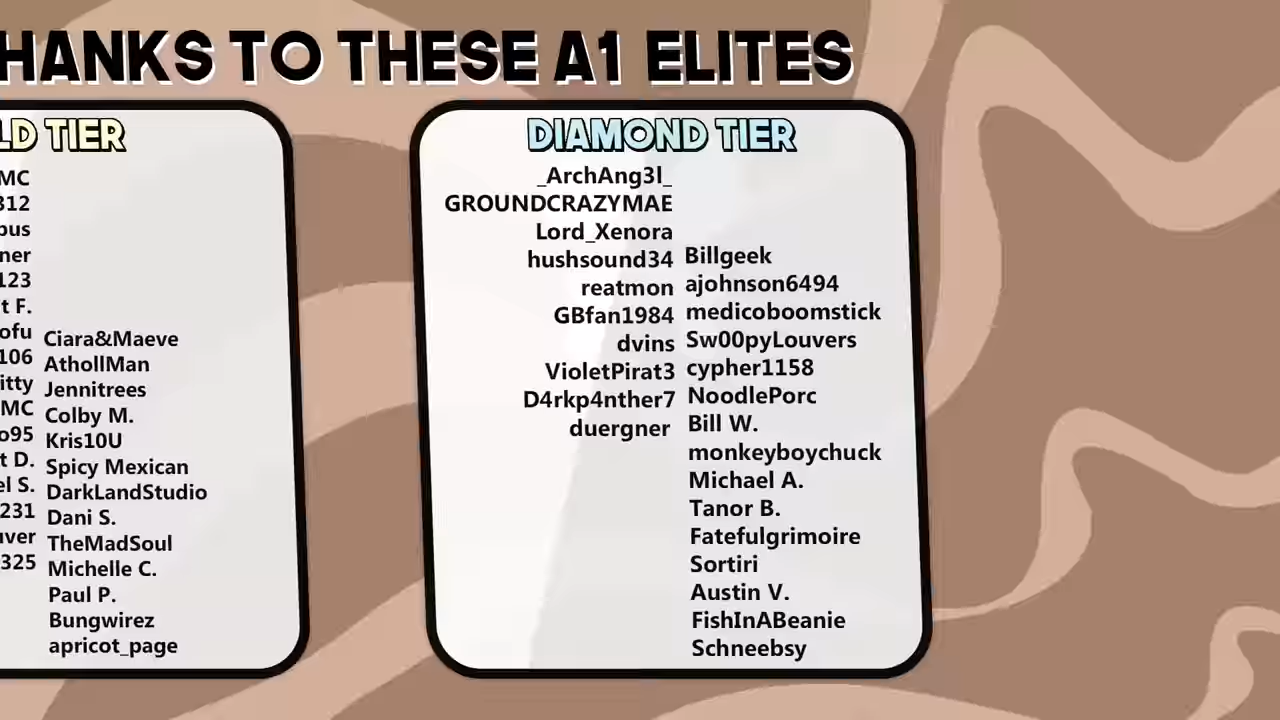 HANKS TO THESE A1 ELITES
LD TIER
MC
312
ous
ner
123
t F.
ofu
106
itty
MC
o95
t D.
el S.
231
uver
325
Ciara&Maeve
AthollMan
Jennitrees
Colby M.
Kris10U
Spicy Mexican
DarkLandStudio
Dani S.
TheMadSoul
Michelle C.
Paul P.
Bungwirez
apricot_page
DIAMOND TIER
_ArchAng3l_
GROUNDCRAZYMAE
Lord_Xenora
hushsound34
reatmon
GBfan1984
dvins
VioletPirat3
D4rkp4nther7
duergner
Billgeek
ajohnson6494
medicoboomstick
Sw00pyLouvers
cypher1158
NoodlePorc
Bill W.
monkeyboychuck
Michael A.
Tanor B.
Fatefulgrimoire
Sortiri
Austin V.
FishInABeanie
Schneebsy